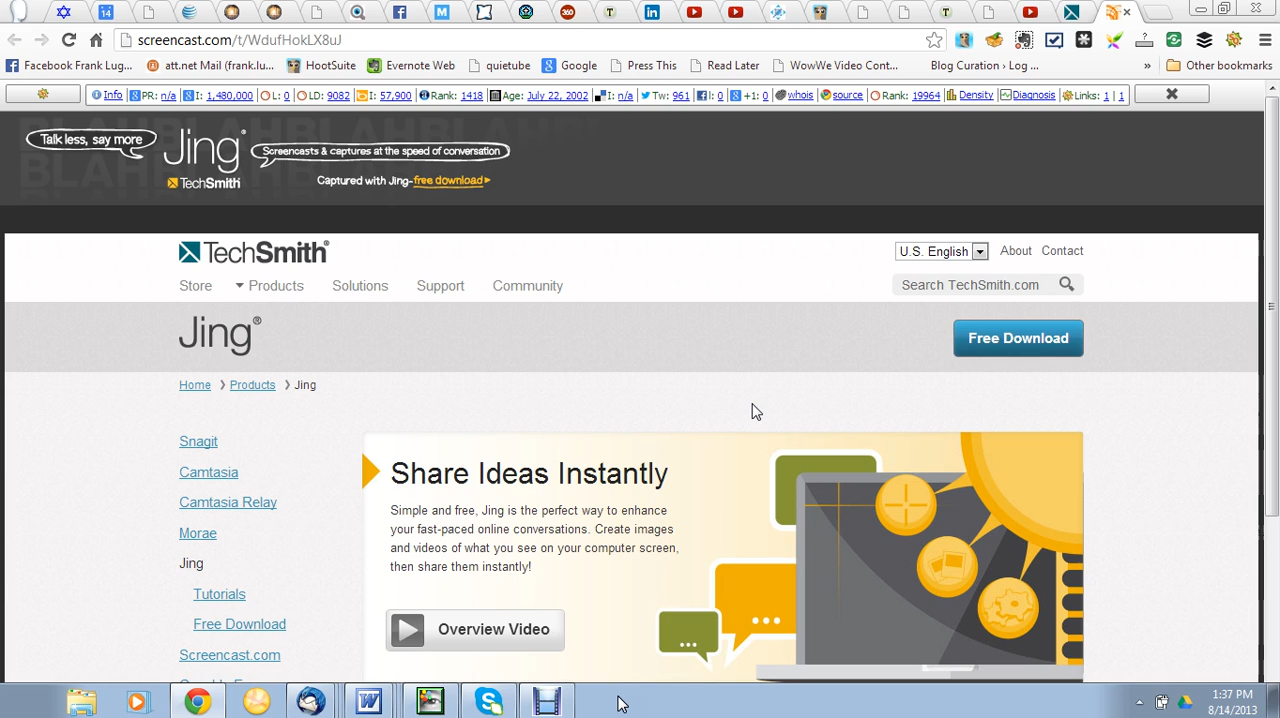 screencast.com/t/WdufHokLX8uJ
Facebook Frank Lug... att.net Mail (frank.lu... HootSuite Evernote Web quietube Google Press This Read Later WowWe Video Cont... Blog Curation › Log ... » Other bookmarks
Info PR: n/a I: 1,480,000 L: 0 LD: 9082 I: 57,900 Rank: 1418 Age: July 22, 2002 I: n/a Tw: 961 I: 0 +1: 0 whois source Rank: 19964 Density Diagnosis Links: 1 | 1
Talk less, say more
Jing®
Screencasts & captures at the speed of conversation
TechSmith
Captured with Jing-free download
TechSmith®
U.S. English About Contact
Store Products Solutions Support Community
Search TechSmith.com
Jing®
Free Download
Home Products Jing
Snagit
Camtasia
Camtasia Relay
Morae
Jing
Tutorials
Free Download
Screencast.com
Share Ideas Instantly
Simple and free, Jing is the perfect way to enhance
your fast-paced online conversations. Create images
and videos of what you see on your computer screen,
then share them instantly!
Overview Video
1:37 PM
8/14/2013